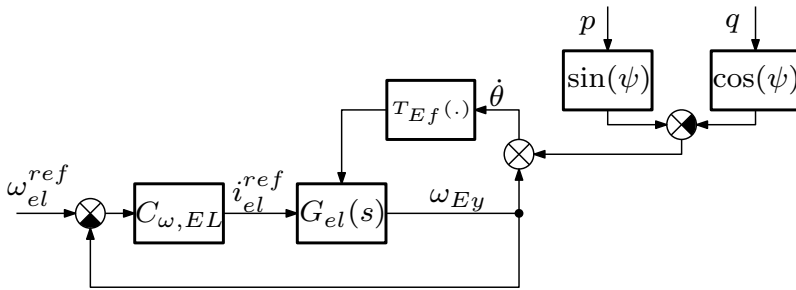 p
q
sin(ψ)
cos(ψ)
T_{Ef}(.)
θ̇
ω_{el}^{ref}
C_{ω,EL}
i_{el}^{ref}
G_{el}(s)
ω_{Ey}